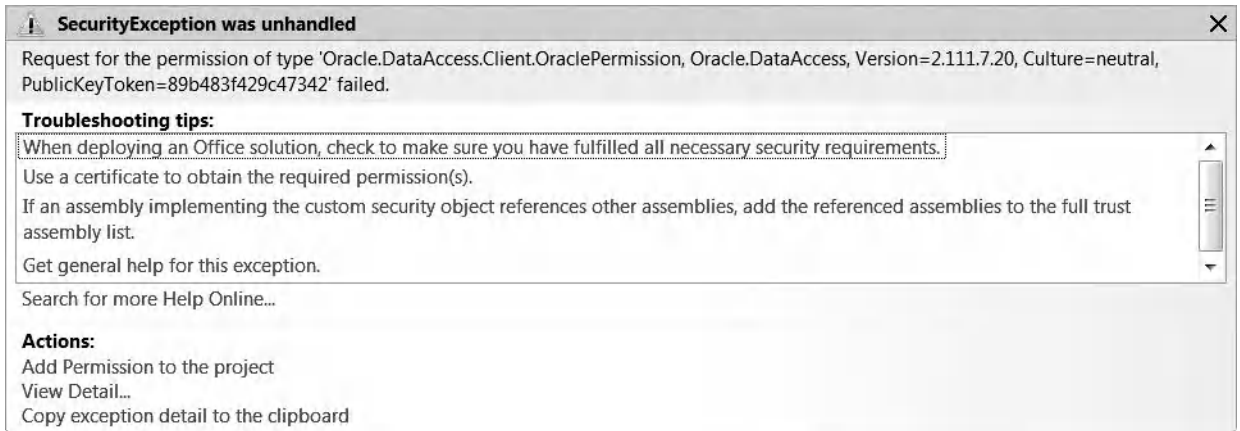 SecurityException was unhandled
Request for the permission of type 'Oracle.DataAccess.Client.OraclePermission, Oracle.DataAccess, Version=2.111.7.20, Culture=neutral,
PublicKeyToken=89b483f429c47342' failed.
Troubleshooting tips:
When deploying an Office solution, check to make sure you have fulfilled all necessary security requirements.
Use a certificate to obtain the required permission(s).
If an assembly implementing the custom security object references other assemblies, add the referenced assemblies to the full trust
assembly list.
Get general help for this exception.
Search for more Help Online...
Actions:
Add Permission to the project
View Detail...
Copy exception detail to the clipboard